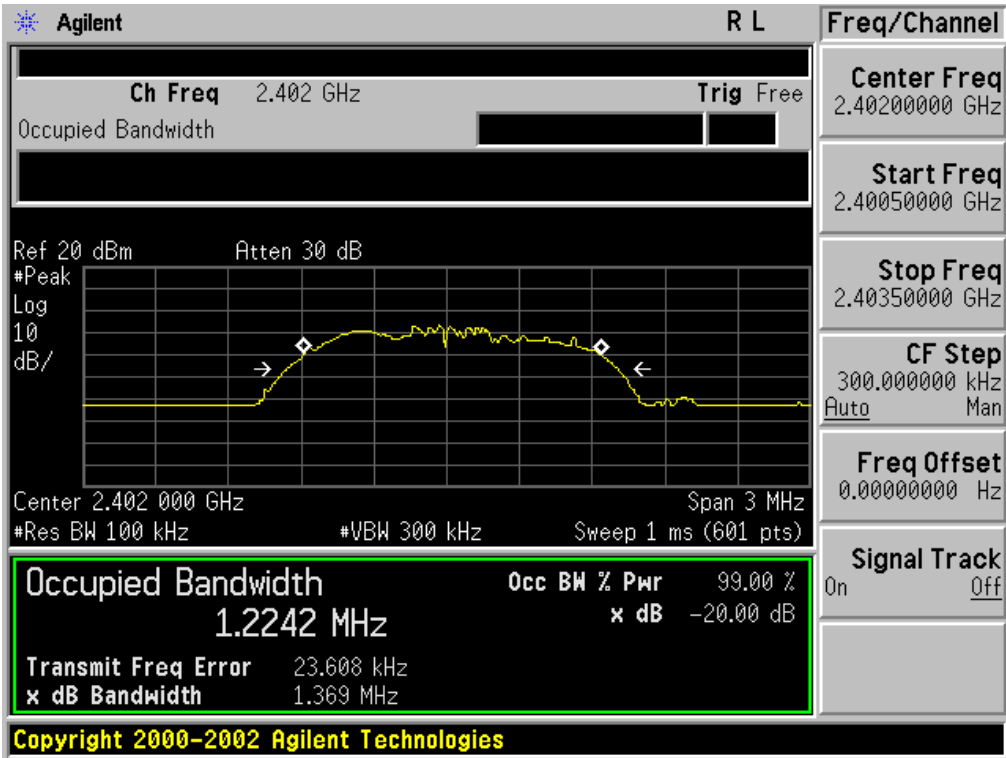 Agilent R L Freq/Channel
Ch Freq 2.402 GHz Trig Free
Occupied Bandwidth
Center Freq
2.40200000 GHz
Start Freq
2.40050000 GHz
Stop Freq
2.40350000 GHz
CF Step
300.000000 kHz
Auto Man
Freq Offset
0.00000000 Hz
Signal Track
On Off
Ref 20 dBm Atten 30 dB
#Peak
Log
10
dB/
Center 2.402 000 GHz Span 3 MHz
#Res BW 100 kHz #VBW 300 kHz Sweep 1 ms (601 pts)
Occupied Bandwidth Occ BW % Pwr 99.00 %
1.2242 MHz x dB -20.00 dB
Transmit Freq Error 23.608 kHz
x dB Bandwidth 1.369 MHz
Copyright 2000-2002 Agilent Technologies